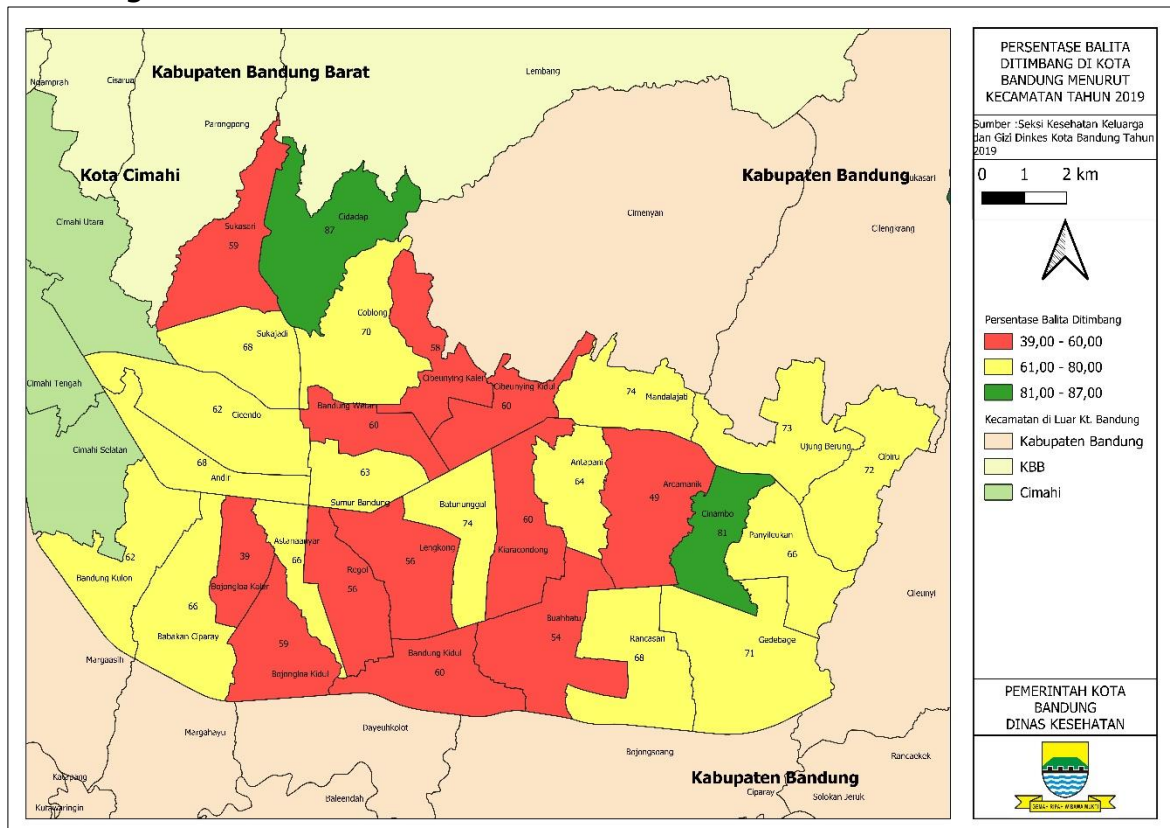 PERSENTASE BALITA
DITIMBANG DI KOTA
BANDUNG MENURUT
KECAMATAN TAHUN 2019
Sumber :Seksi Kesehatan Keluarga
dan Gizi Dinkes Kota Bandung Tahun
2019
0 1 2 km
Persentase Balita Ditimbang
39,00 - 60,00
61,00 - 80,00
81,00 - 87,00
Kecamatan di Luar Kt. Bandung
Kabupaten Bandung
KBB
Cimahi
PEMERINTAH KOTA
BANDUNG
DINAS KESEHATAN
GEMAH RIPAH WIBAWA MUKTI
Ngamprah
Cisarua
Kabupaten Bandung Barat
Lembang
Parongpong
Kota Cimahi
Kabupaten Bandung
Cimahi Utara
Sukasari
59
Cidadap
87
Cimenyan
Cilengkrang
Coblong
70
Sukajadi
68
58
Cibeunying Kaler
Cibeunying Kidul
60
Cimahi Tengah
74
Mandalajati
62
Cicendo
Bandung Wetan
60
73
Ujung Berung
Cimahi Selatan
68
Andir
63
Sumur Bandung
Antapani
64
Arcamanik
49
Cibiru
72
Batununggal
74
Cinambo
81
Panyileukan
66
Astanaanyar
66
Lengkong
56
60
Kiaracondong
62
Bandung Kulon
39
Bojongloa Kaler
Regol
56
66
Babakan Ciparay
Buahbatu
54
Cileunyi
59
Bojongloa Kidul
Bandung Kidul
60
Rancasari
68
Gedebage
71
Margaasih
Margahayu
Dayeuhkolot
Bojongsoang
Rancaekek
Katapang
Kabupaten Bandung
Kutawaringin
Baleendah
Ciparay
Solokan Jeruk